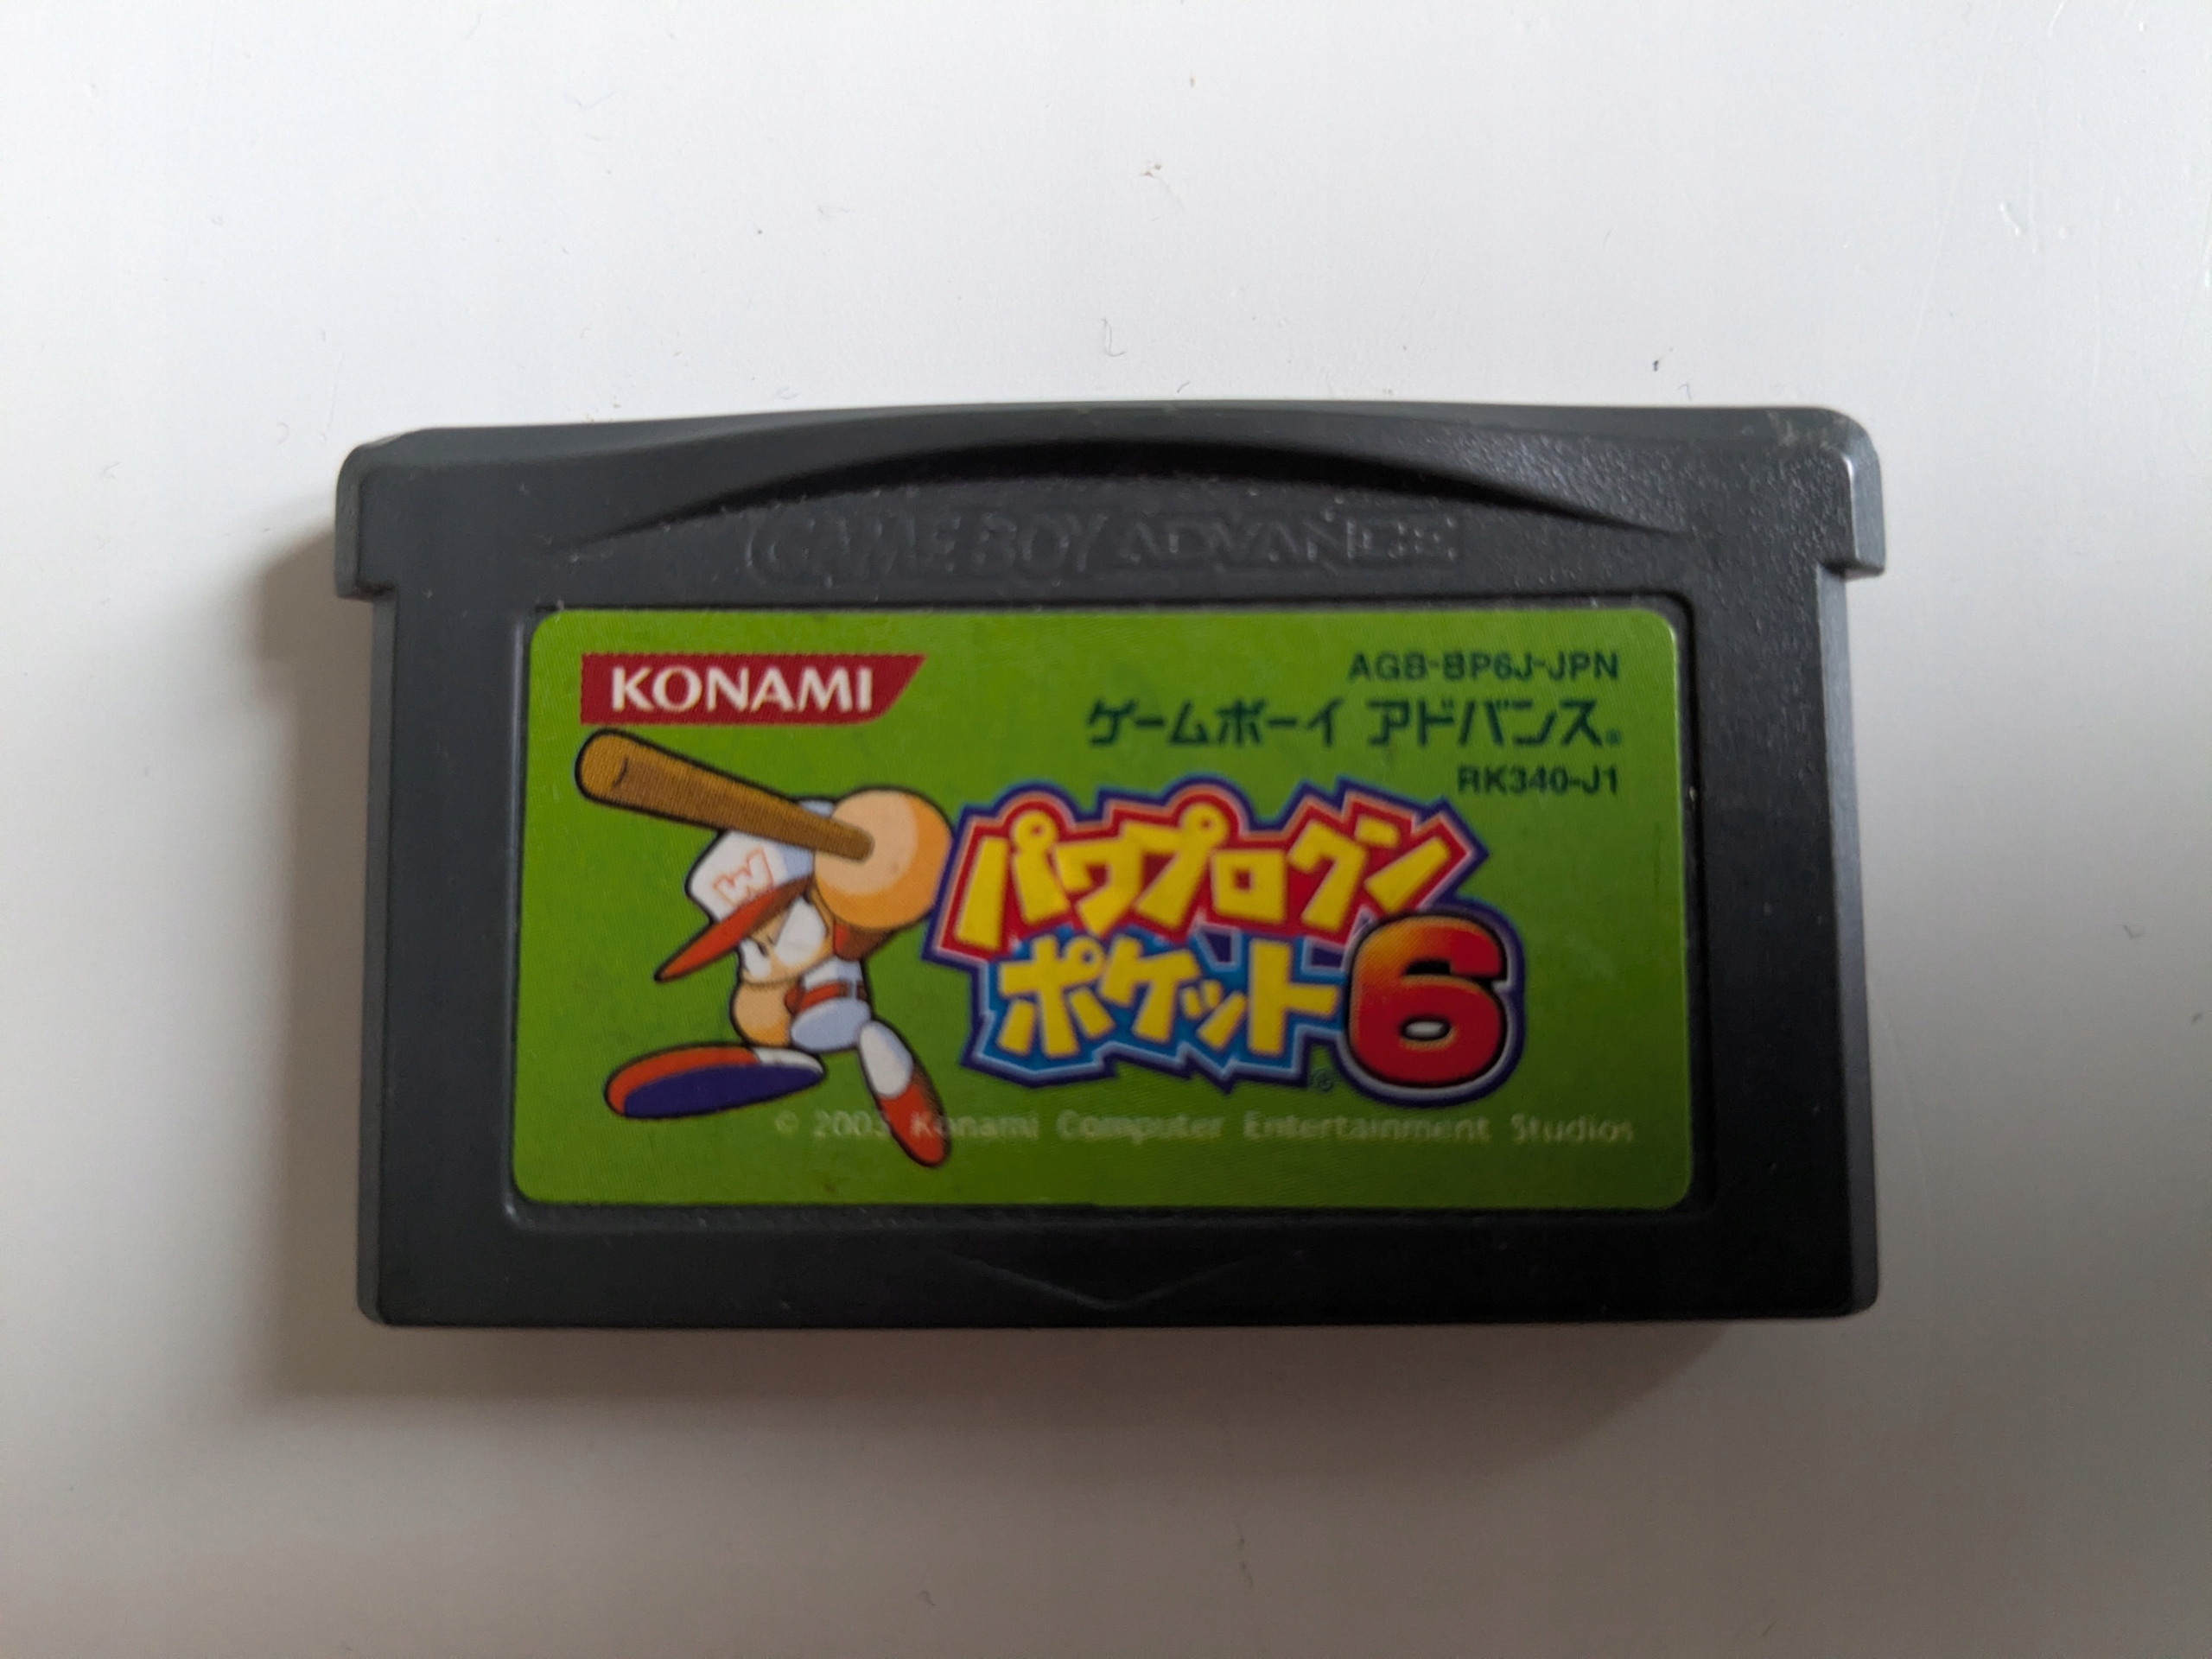 GAME BOY ADVANCE
KONAMI
AGB-BP6J-JPN
ゲームボーイ アドバンス®
RK340-J1
W
パワプロクン
ポケット6
®
© 2003 Konami Computer Entertainment Studios